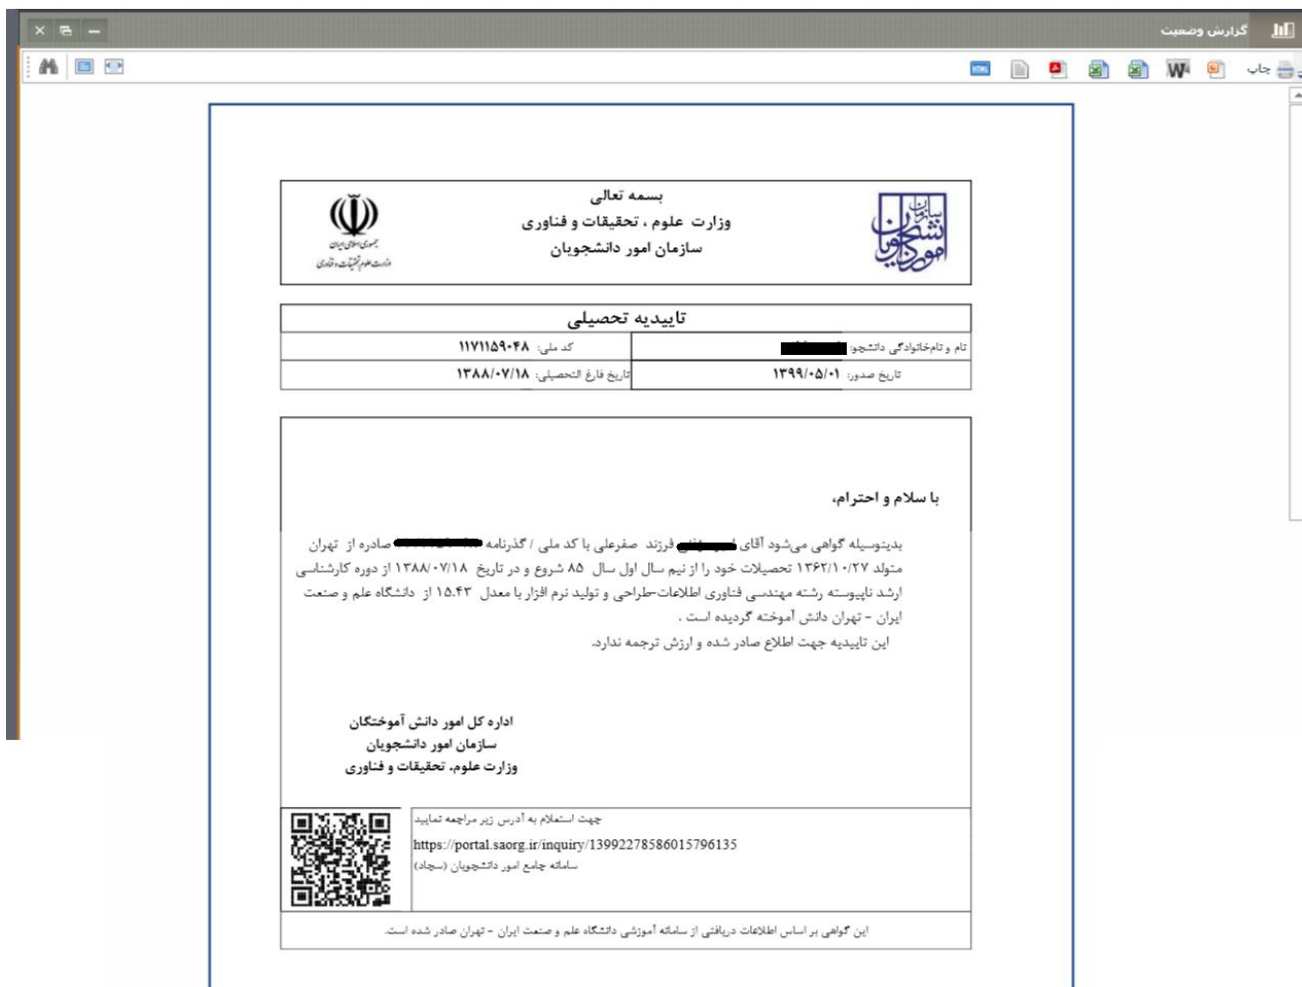 گزارش وضعیت
چاپ
HTML
بسمه تعالی
وزارت علوم ، تحقیقات و فناوری
سازمان امور دانشجویان
سازمان امور دانشجویان
جمهوری اسلامی ایران
وزارت علوم تحقیقات و فناوری
تاییدیه تحصیلی
نام و نام‌خانوادگی دانشجو:
کد ملی: ۱۱۷۱۱۵۹۰۴۸
تاریخ صدور: ۱۳۹۹/۰۵/۰۱
تاریخ فارغ التحصیلی: ۱۳۸۸/۰۷/۱۸
با سلام و احترام،
بدینوسیله گواهی می‌شود آقای فرزند صفرعلی با کد ملی / گذرنامه صادره از تهران
متولد ۱۳۶۲/۱۰/۲۷ تحصیلات خود را از نیم سال اول سال ۸۵ شروع و در تاریخ ۱۳۸۸/۰۷/۱۸ از دوره کارشناسی
ارشد ناپیوسته رشته مهندسی فناوری اطلاعات-طراحی و تولید نرم افزار با معدل ۱۵.۴۳ از دانشگاه علم و صنعت
ایران - تهران دانش آموخته گردیده است .
این تاییدیه جهت اطلاع صادر شده و ارزش ترجمه ندارد.
اداره کل امور دانش آموختگان
سازمان امور دانشجویان
وزارت علوم، تحقیقات و فناوری
جهت استعلام به آدرس زیر مراجعه نمایید
https://portal.saorg.ir/inquiry/13992278586015796135
سامانه جامع امور دانشجویان (سجاد)
این گواهی بر اساس اطلاعات دریافتی از سامانه آموزشی دانشگاه علم و صنعت ایران - تهران صادر شده است.